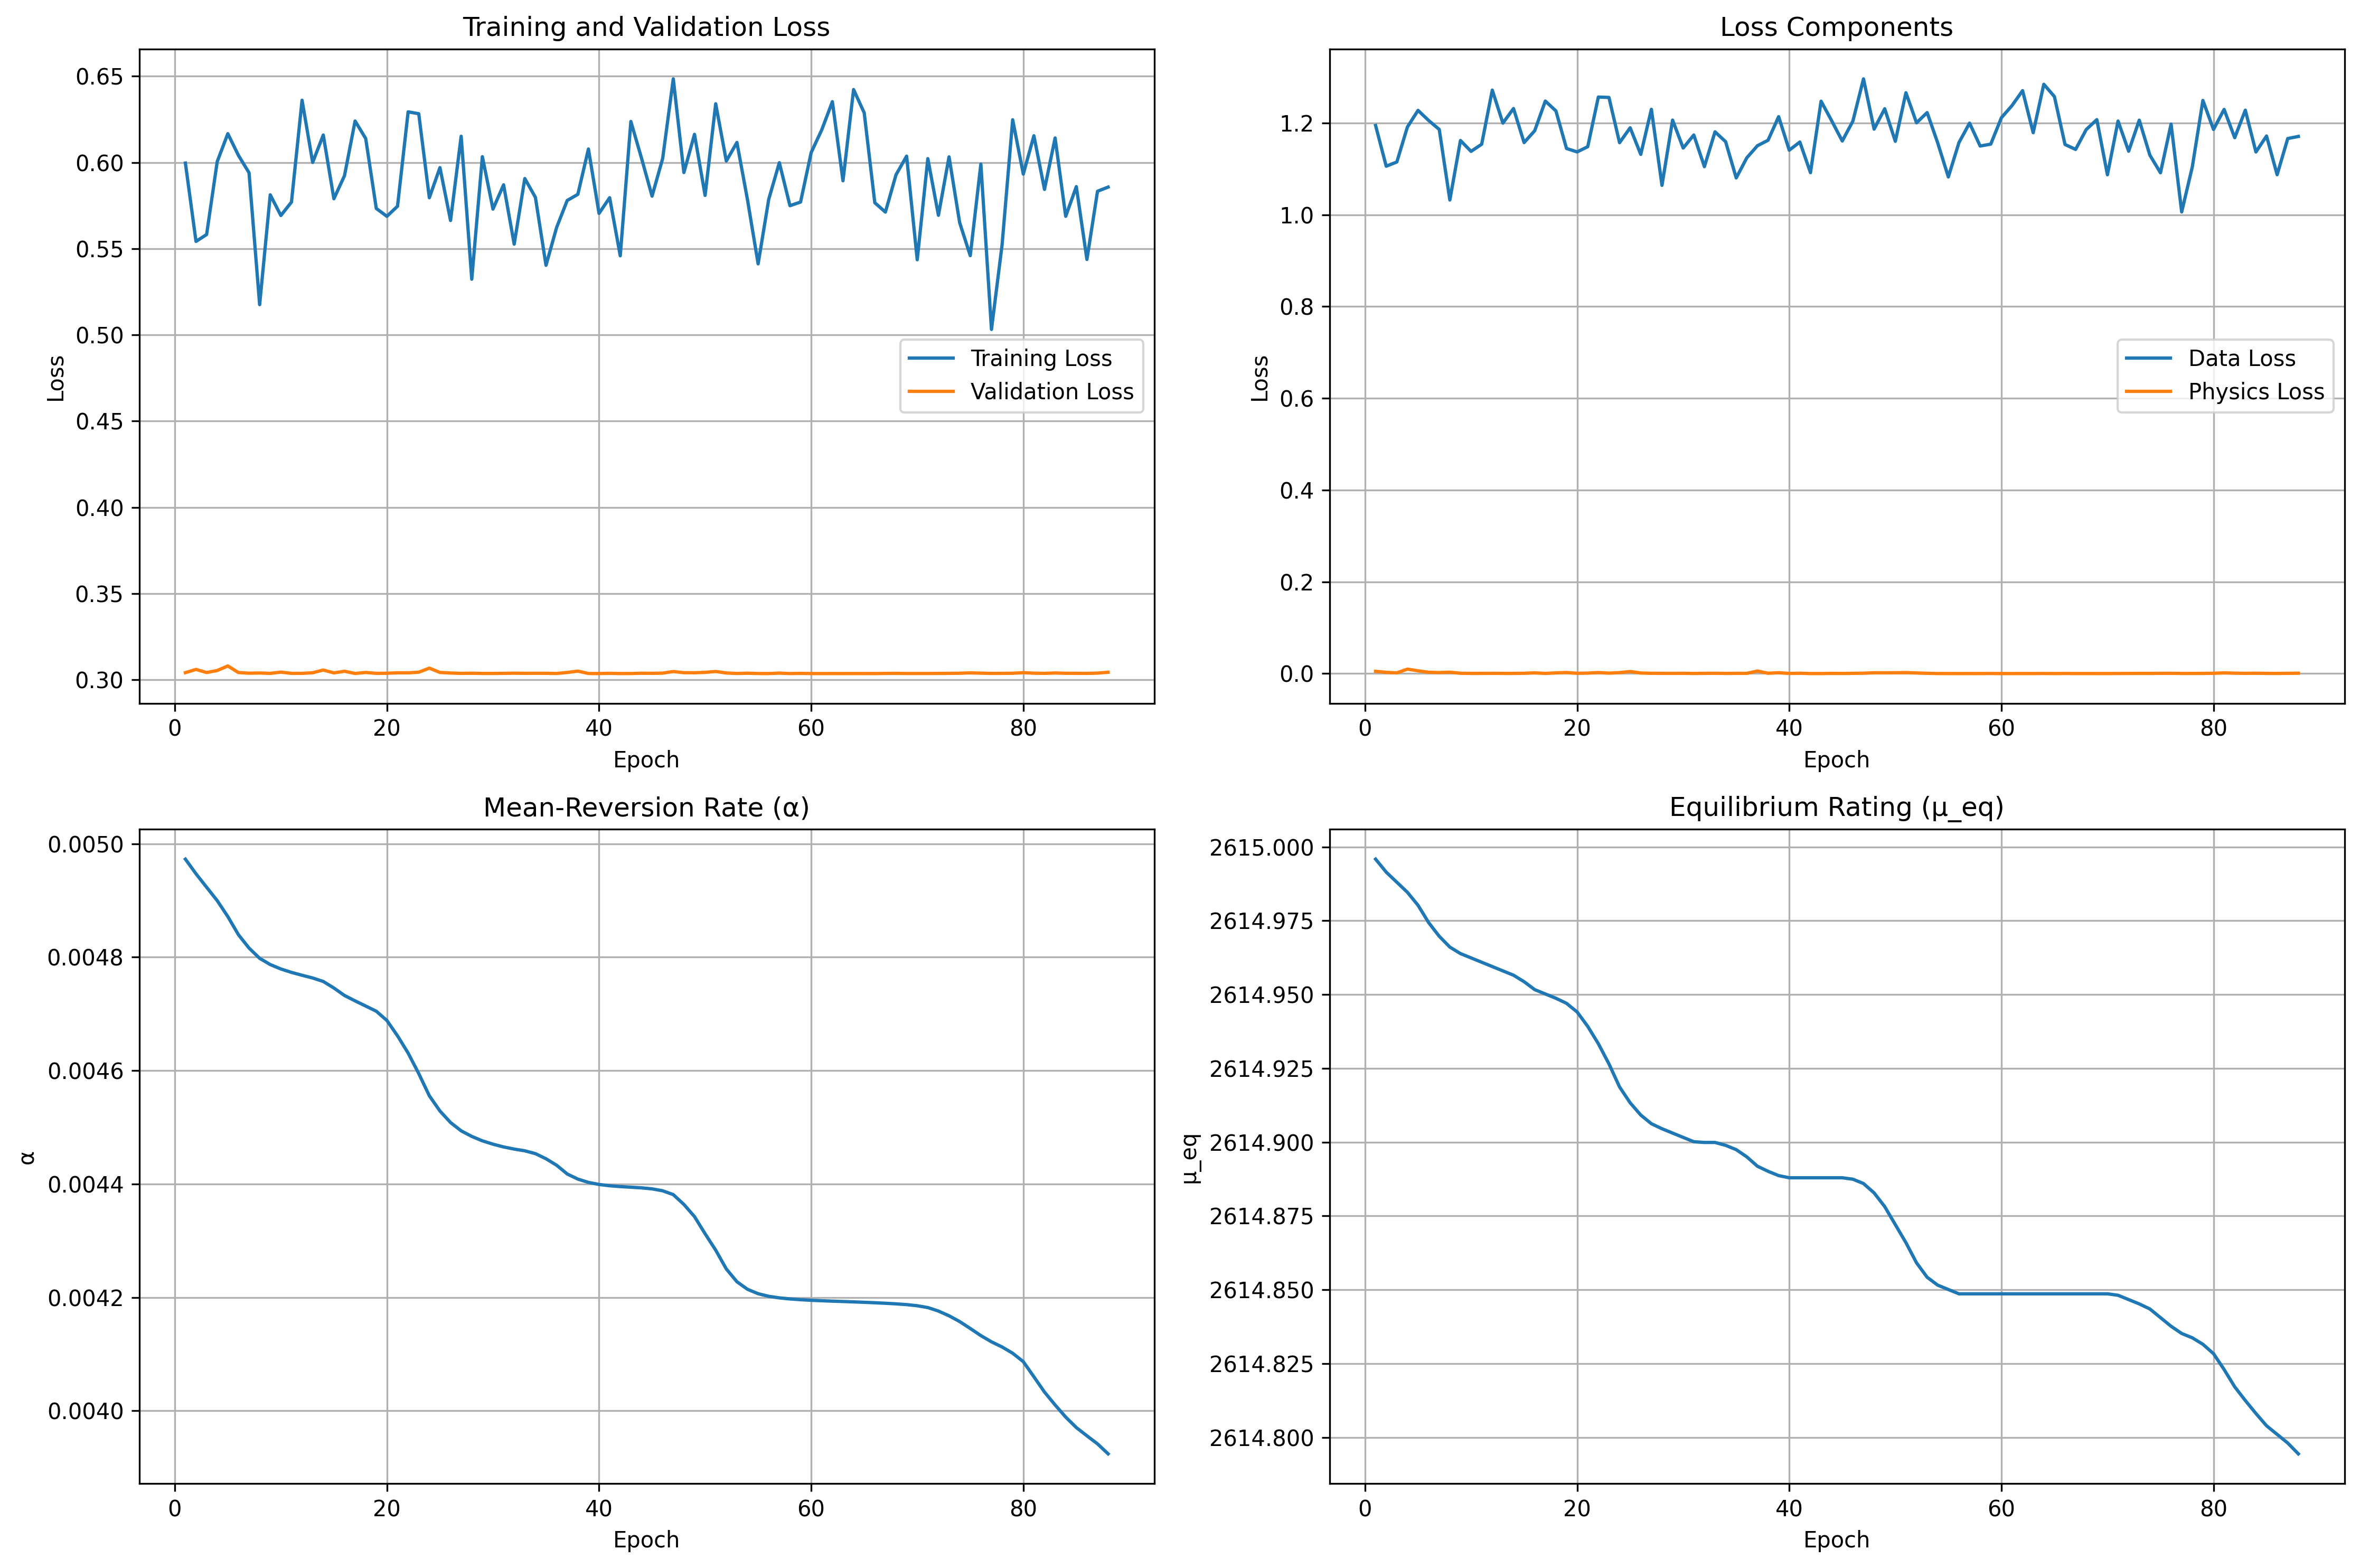 Training and Validation Loss
0.65
0.60
0.55
0.50
0.45
0.40
0.35
0.30
Loss
Training Loss
Validation Loss
0 20 40 60 80
Epoch
Loss Components
1.2
1.0
0.8
0.6
0.4
0.2
0.0
Loss
Data Loss
Physics Loss
0 20 40 60 80
Epoch
Mean-Reversion Rate (α)
0.0050
0.0048
0.0046
0.0044
0.0042
0.0040
α
0 20 40 60 80
Epoch
Equilibrium Rating (μ_eq)
2615.000
2614.975
2614.950
2614.925
2614.900
2614.875
2614.850
2614.825
2614.800
μ_eq
0 20 40 60 80
Epoch